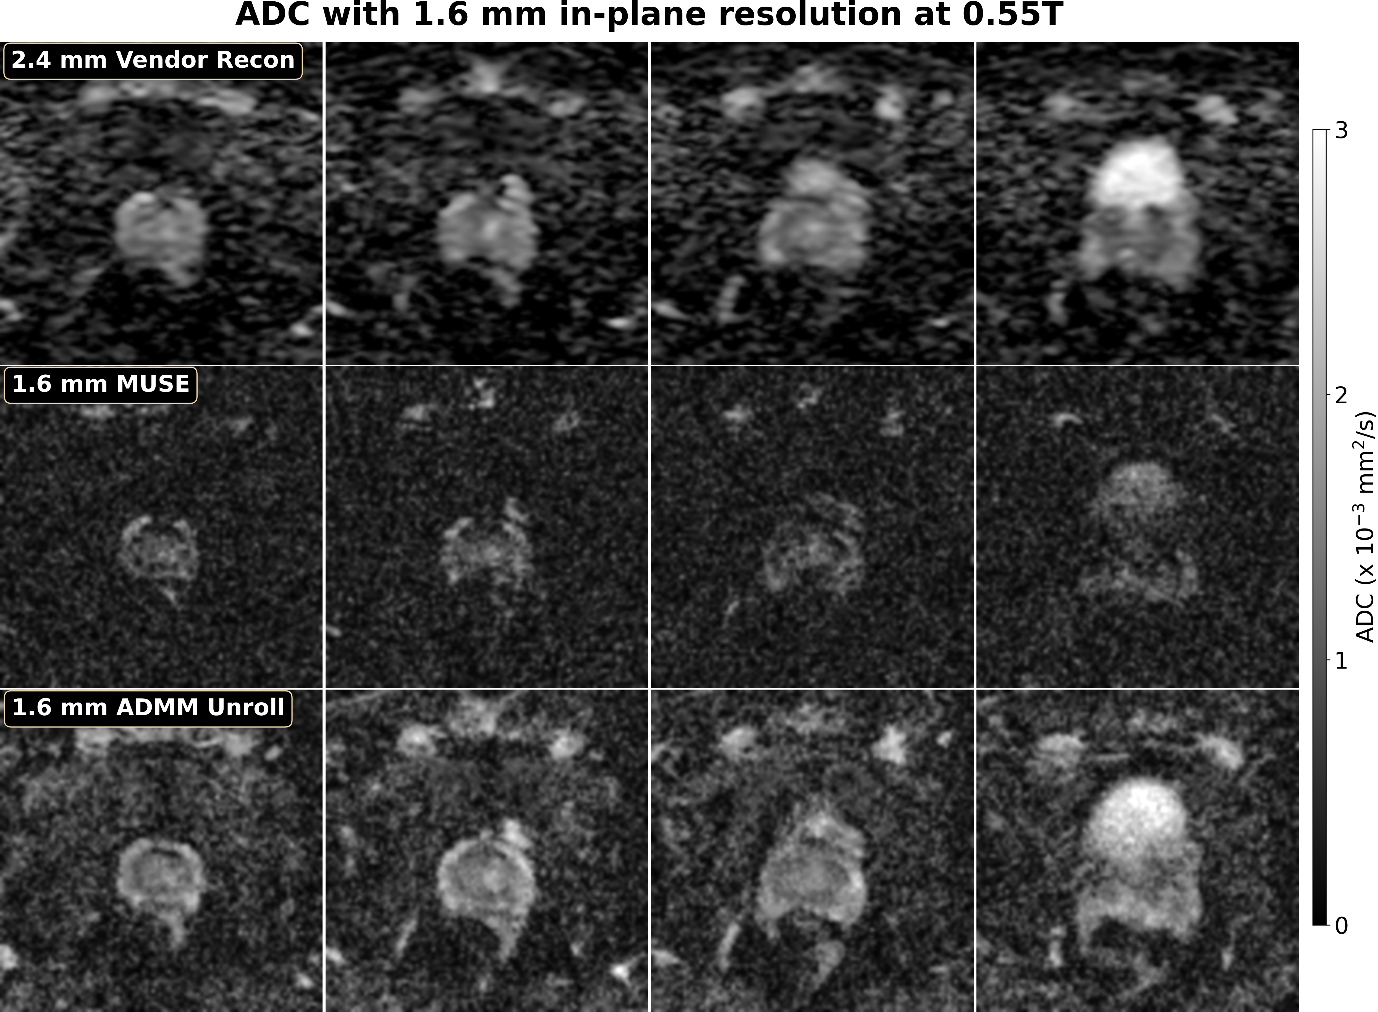 ADC with 1.6 mm in-plane resolution at 0.55T
2.4 mm Vendor Recon
1.6 mm MUSE
1.6 mm ADMM Unroll
3
2
1
0
ADC (x 10⁻³ mm²/s)